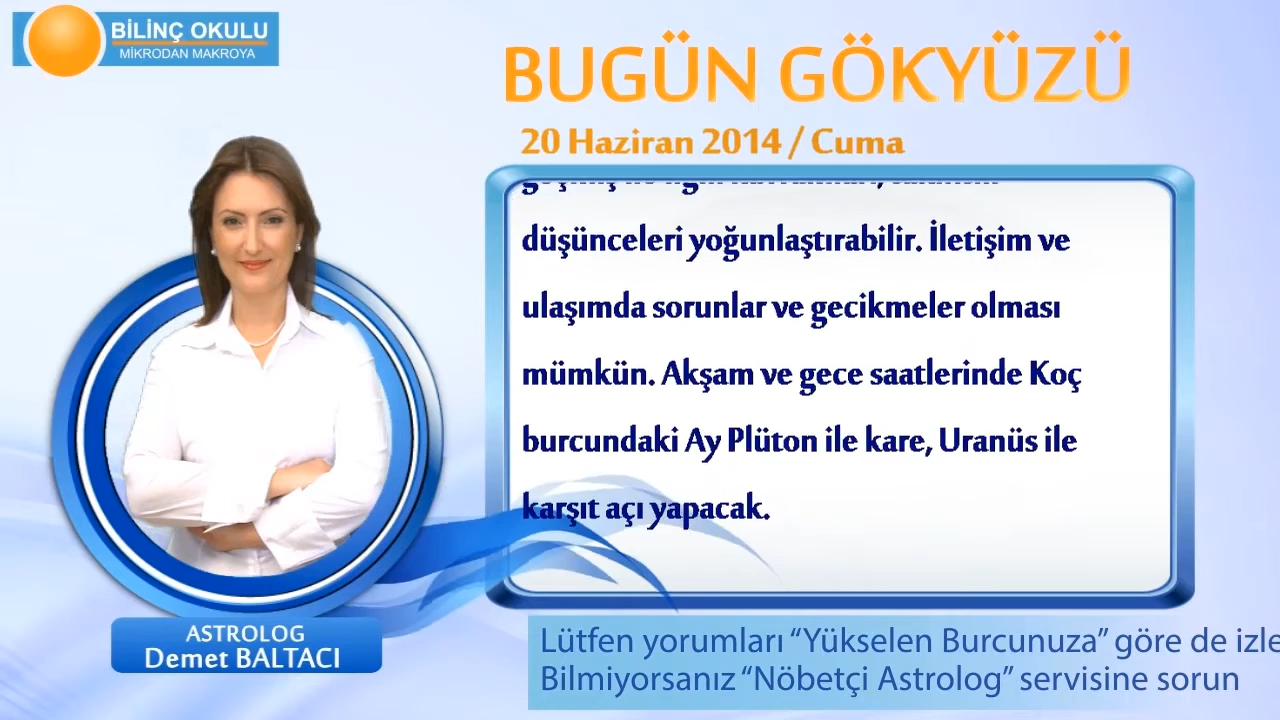 BİLİNÇ OKULU
MİKRODAN MAKROYA
BUGÜN GÖKYÜZÜ
20 Haziran 2014 / Cuma
düşünceleri yoğunlaştırabilir. İletişim ve
ulaşımda sorunlar ve gecikmeler olması
mümkün. Akşam ve gece saatlerinde Koç
burcundaki Ay Plüton ile kare, Uranüs ile
karşıt açı yapacak.
ASTROLOG
Demet BALTACI
Lütfen yorumları “Yükselen Burcunuza” göre de izle
Bilmiyorsanız “Nöbetçi Astrolog” servisine sorun